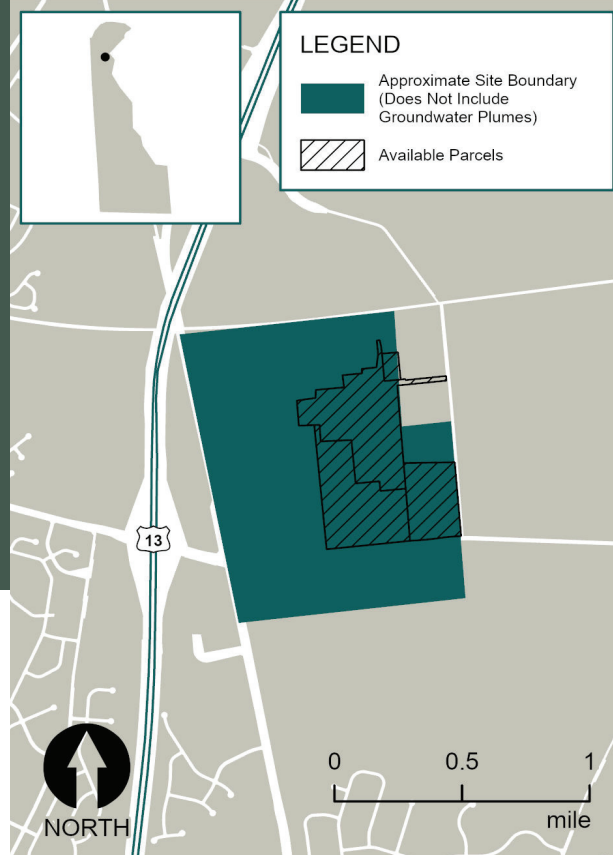 LEGEND
Approximate Site Boundary
(Does Not Include
Groundwater Plumes)
Available Parcels
13
NORTH
0 0.5 1
mile